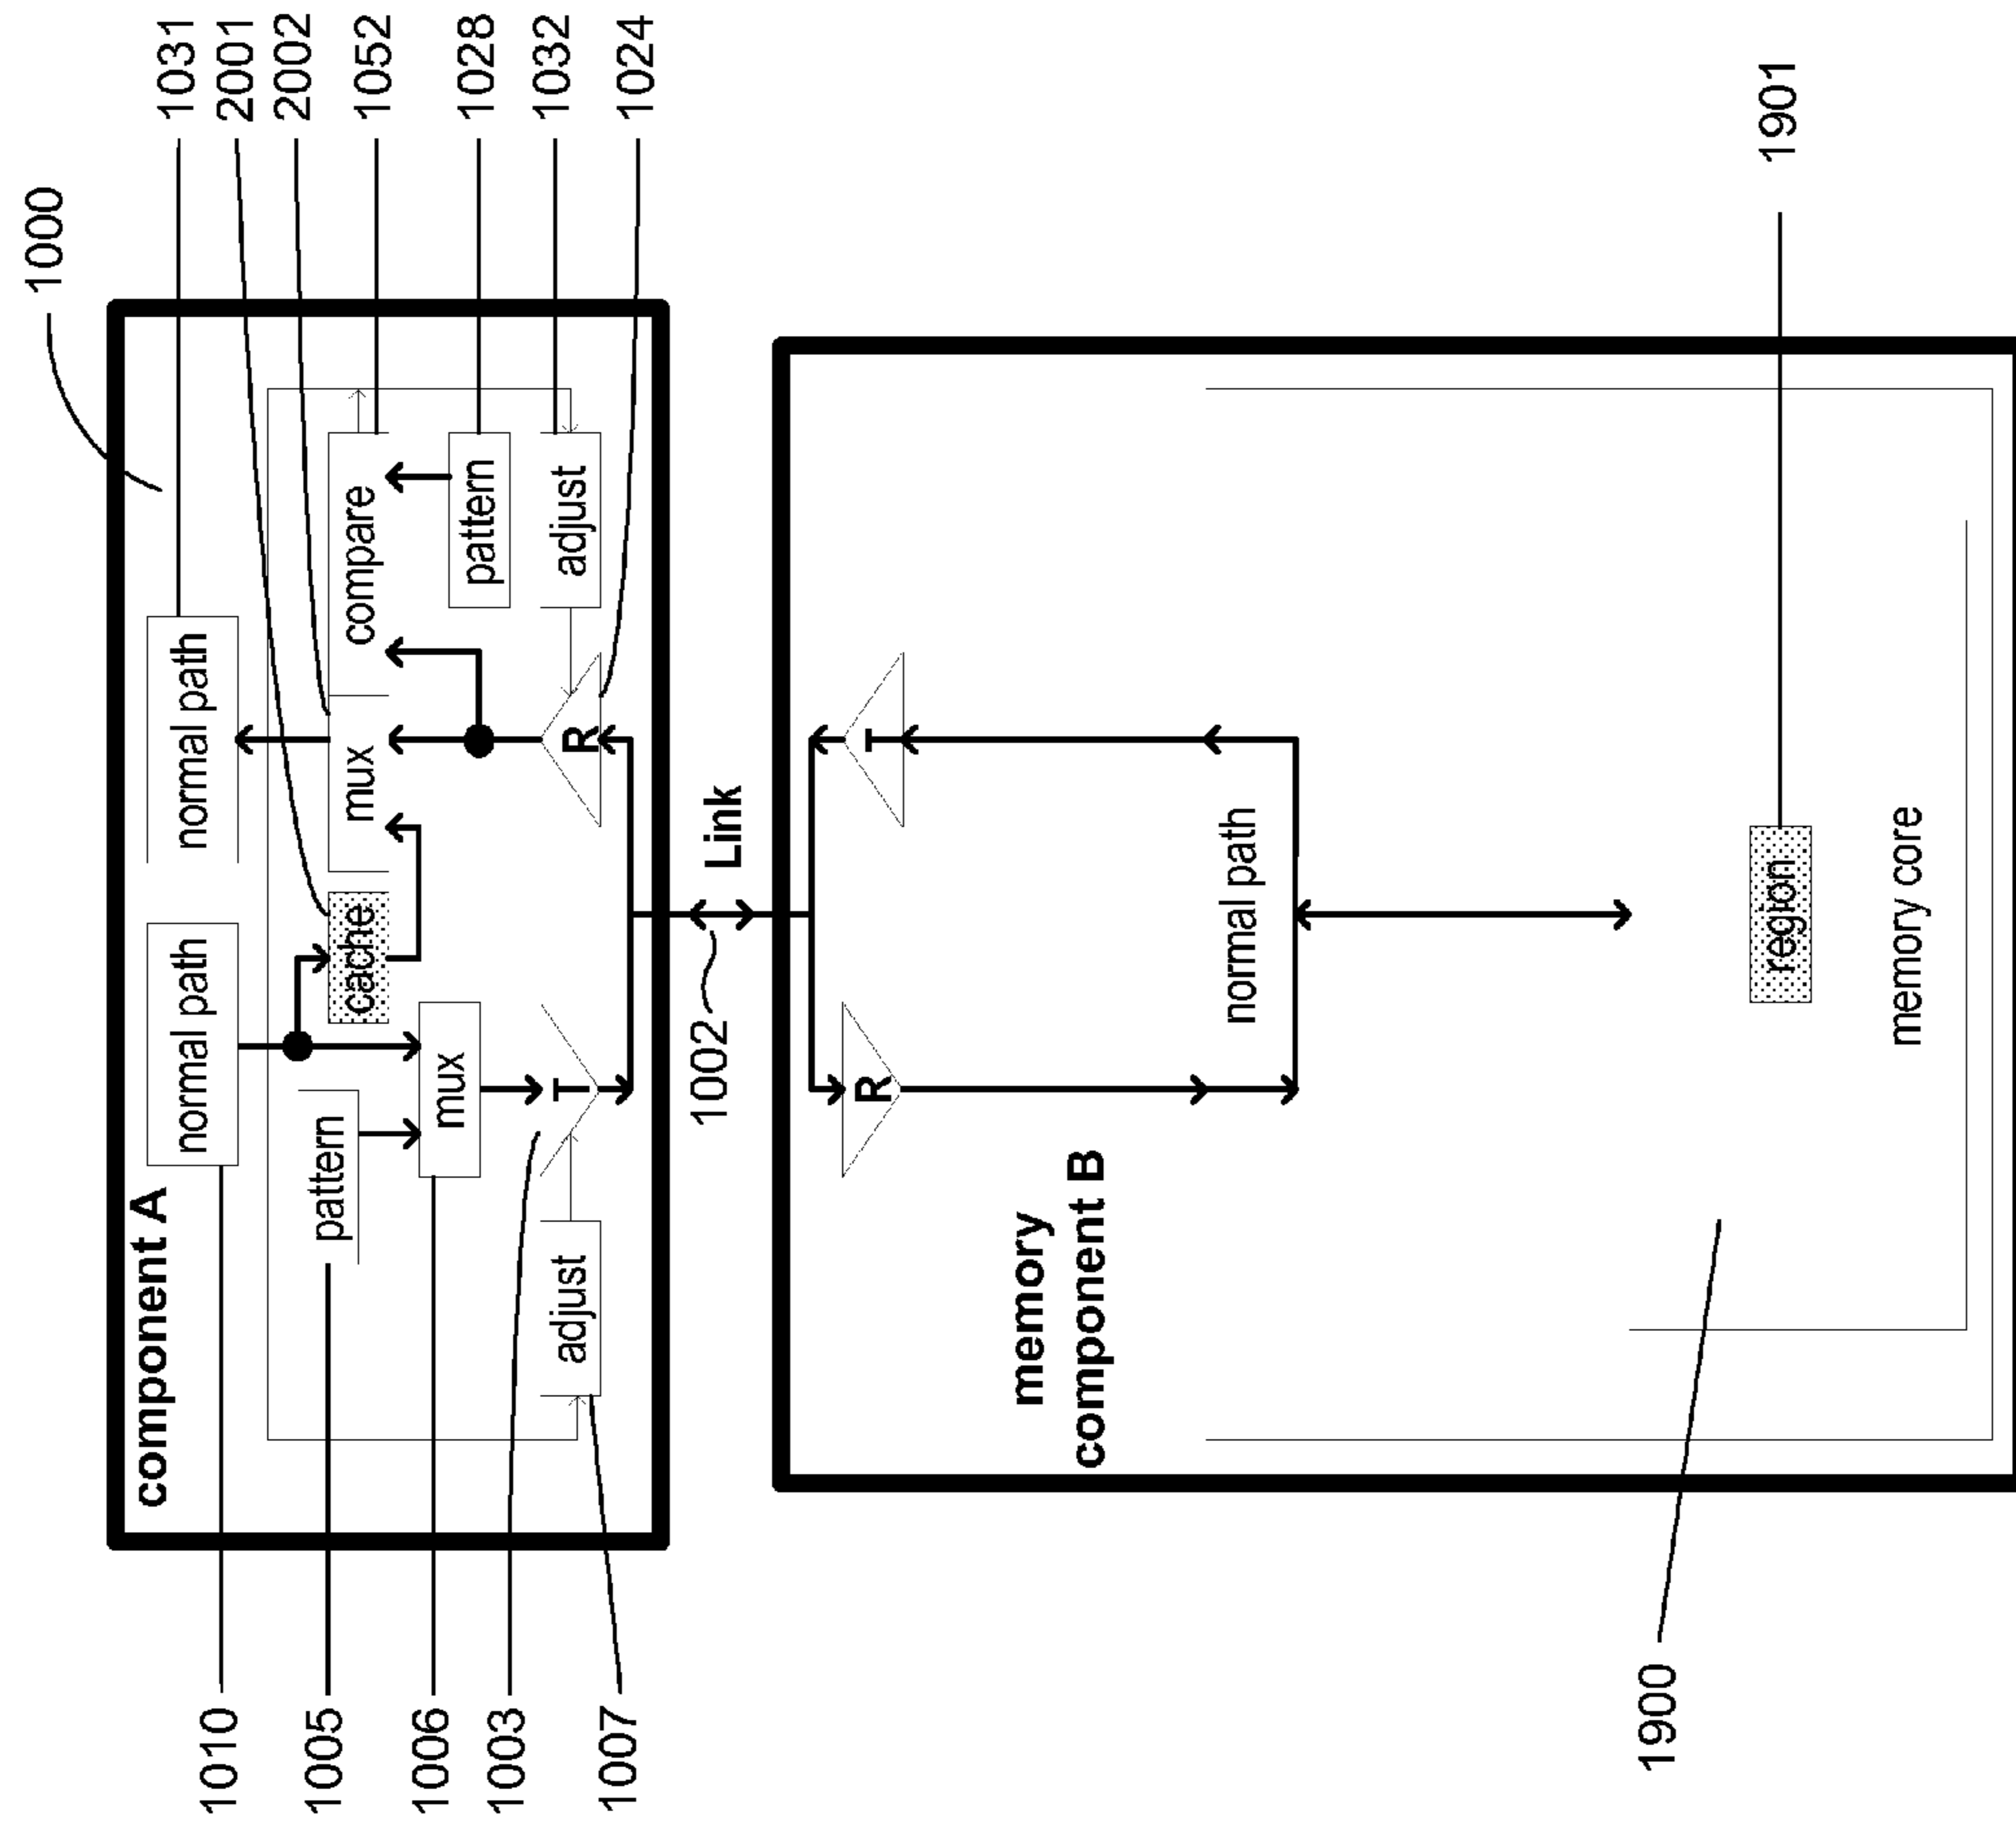 1000
1031
2001
2002
1052
1028
1032
1024
1010
1005
1006
1003
1007
component A
normal path
normal path
pattern
cache
mux
compare
mux
pattern
adjust
T
R
adjust
1002
Link
memory
component B
R
T
normal path
1900
region
1901
memory core